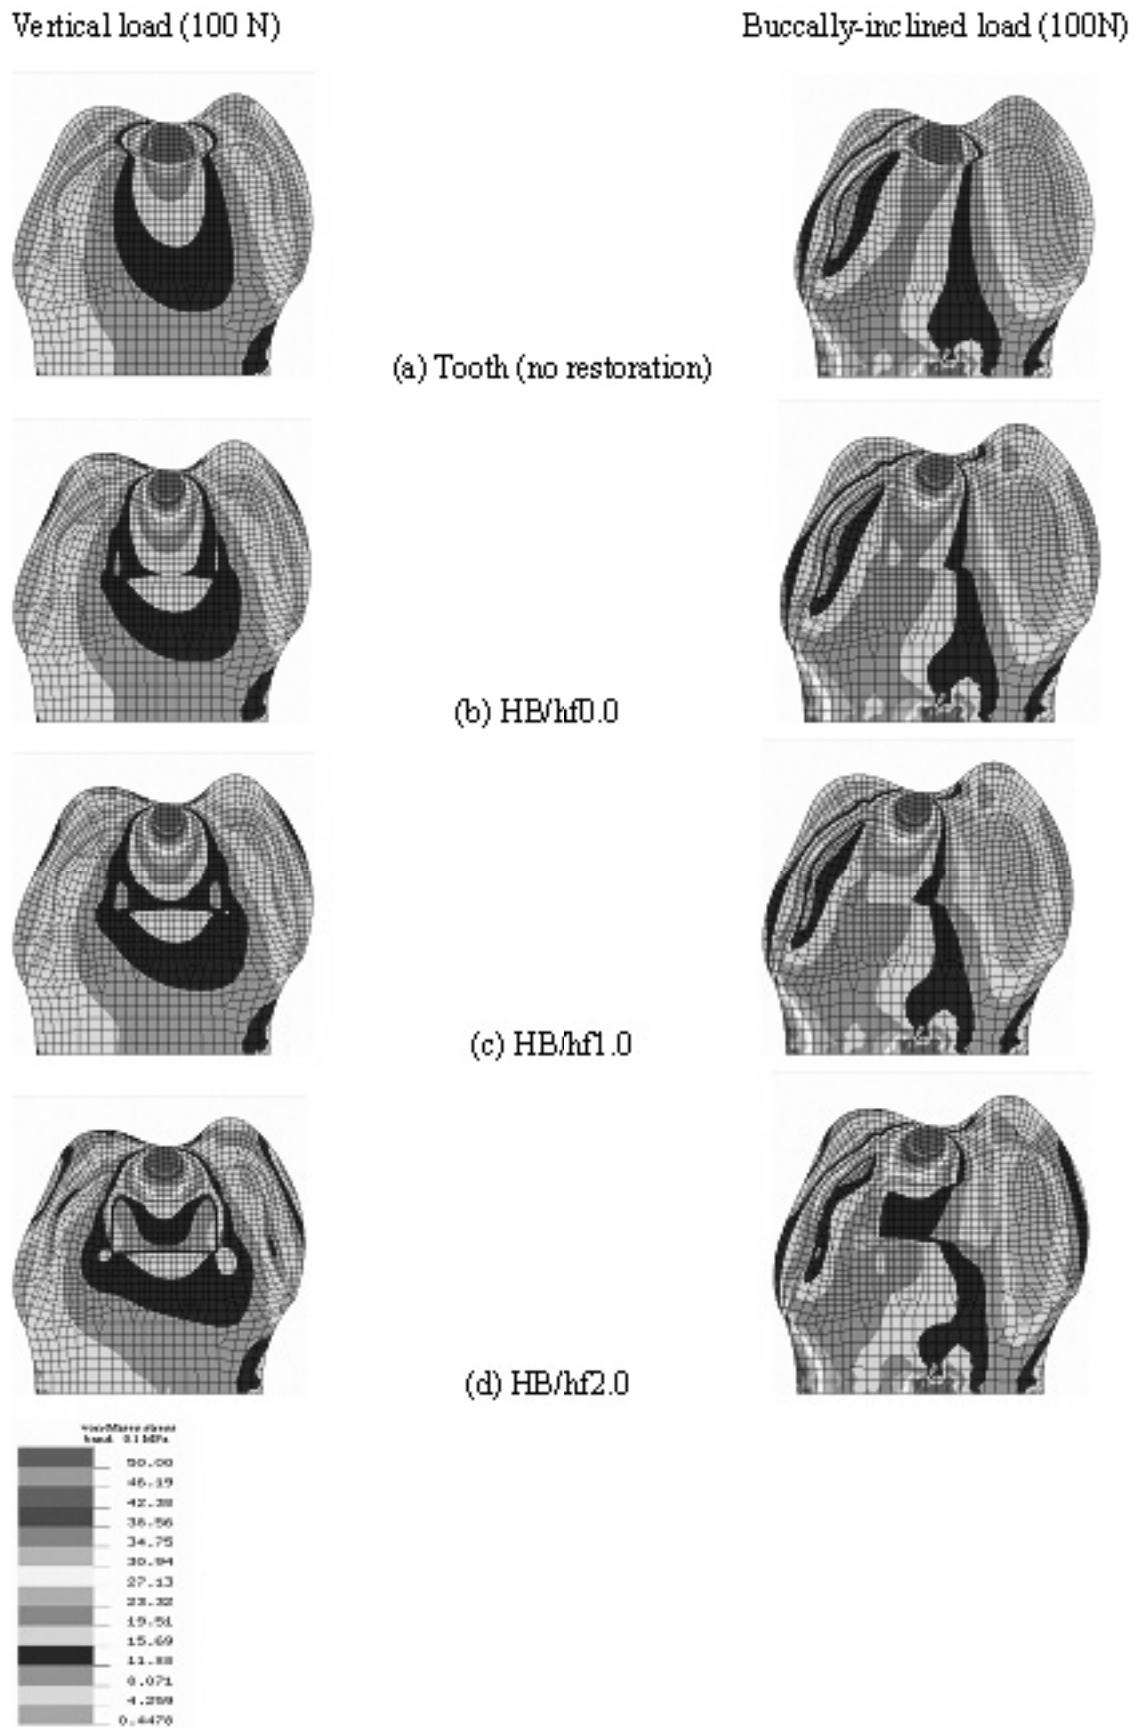 Vertical load (100 N)
Buccally-inclined load (100N)
(a) Tooth (no restoration)
(b) HB/hf0.0
(c) HB/hf1.0
(d) HB/hf2.0
50.00
46.19
42.38
38.56
34.75
30.94
27.13
23.32
19.51
15.69
11.88
8.071
4.259
0.4478